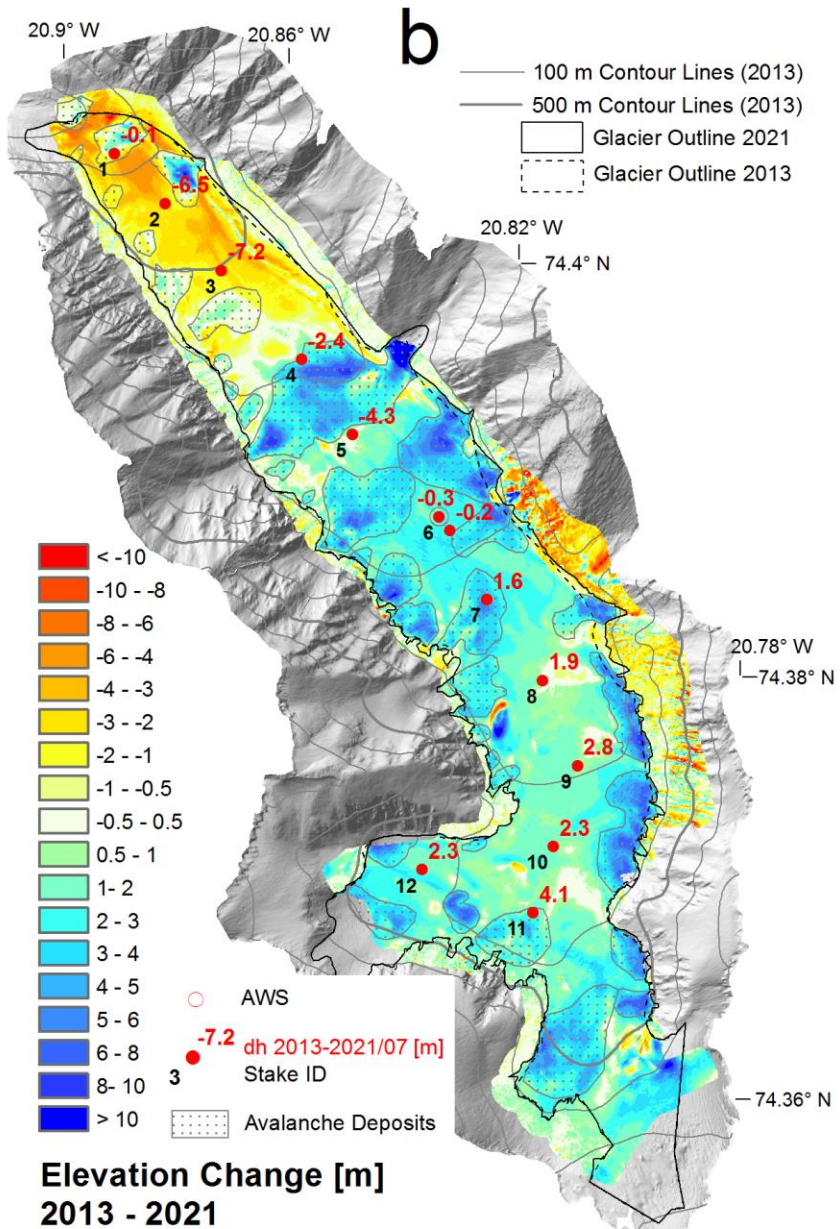 b
20.9° W
20.86° W
100 m Contour Lines (2013)
500 m Contour Lines (2013)
Glacier Outline 2021
Glacier Outline 2013
20.82° W
74.4° N
-0.1
1
-6.5
2
-7.2
3
-2.4
4
-4.3
5
-0.3
-0.2
6
1.6
7
20.78° W
74.38° N
1.9
8
2.8
9
2.3
10
2.3
12
4.1
11
74.36° N
< -10
-10 - -8
-8 - -6
-6 - -4
-4 - -3
-3 - -2
-2 - -1
-1 - -0.5
-0.5 - 0.5
0.5 - 1
1- 2
2 - 3
3 - 4
4 - 5
5 - 6
6 - 8
8- 10
> 10
AWS
-7.2
dh 2013-2021/07 [m]
3
Stake ID
Avalanche Deposits
Elevation Change [m]
2013 - 2021